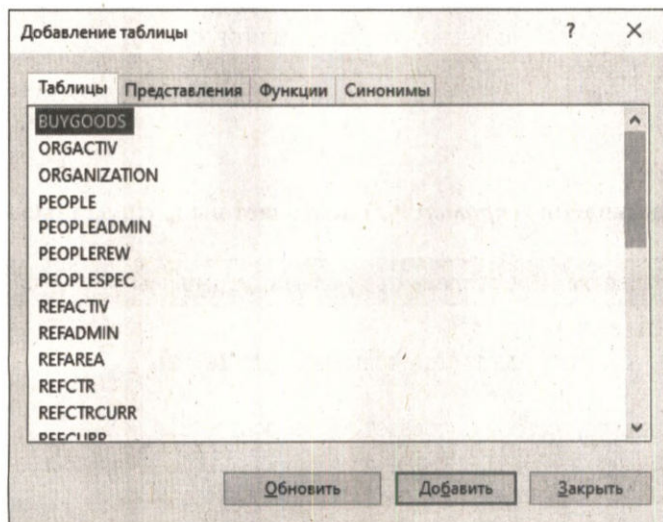 Добавление таблицы ? ×
Таблицы Представления Функции Синонимы
BUYGOODS
ORGACTIV
ORGANIZATION
PEOPLE
PEOPLEADMIN
PEOPLEREW
PEOPLESPEC
REFACTIV
REFADMIN
REFAREA
REFCTR
REFCTRCURR
REFCURR
Обновить Добавить Закрыть